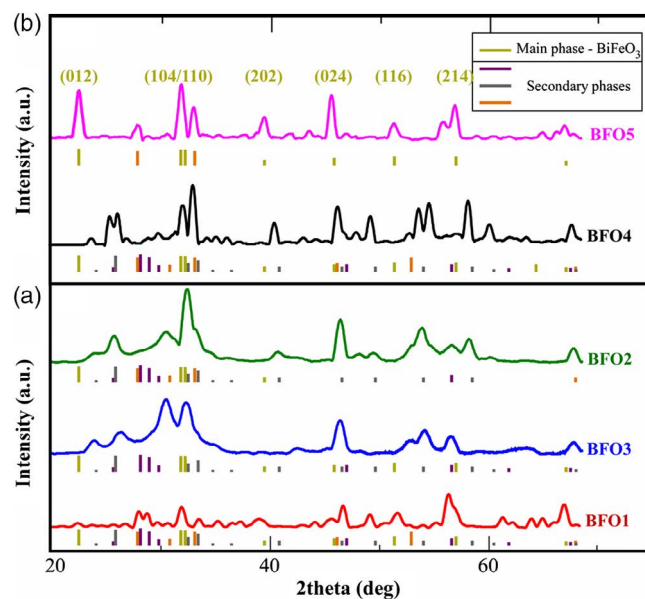 (b)
Main phase - BiFeO₃
Secondary phases
(012)
(104/110)
(202)
(024)
(116)
(214)
Intensity (a.u.)
BFO5
BFO4
(a)
Intensity (a.u.)
BFO2
BFO3
BFO1
20
40
60
2theta (deg)